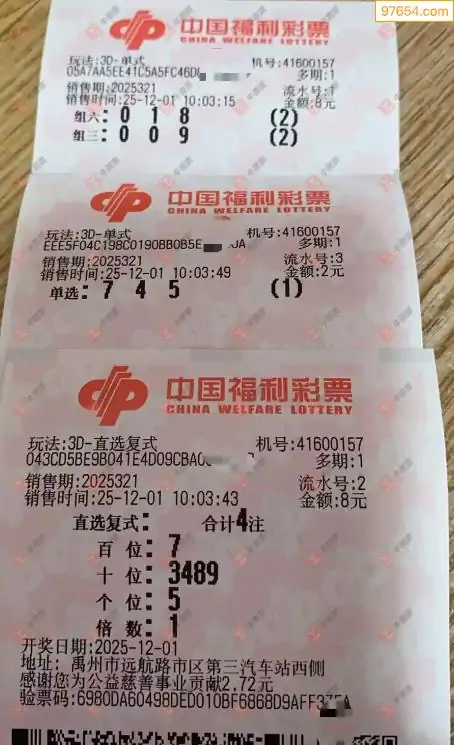 97654.com
中国福利彩票
CHINA WELFARE LOTTERY
玩法:3D-单式 机号:41600157
05A7AA5EE41C5A5FC46D 多期:1
销售期:2025321 流水号:1
销售时间:25-12-01 10:03:15 金额:8元
组六: 0 1 8 (2)
组三: 0 0 9 (2)
中国福利彩票
CHINA WELFARE LOTTERY
玩法:3D-单式 机号:41600157
EEE5F04C198C0190BB0B5E JA 多期:1
销售期:2025321 流水号:3
销售时间:25-12-01 10:03:49 金额:2元
单选: 7 4 5 (1)
中国福利彩票
CHINA WELFARE LOTTERY
玩法:3D-直选复式 机号:41600157
043CD5BE9B041E4D09CBA 多期:1
销售期:2025321 流水号:2
销售时间:25-12-01 10:03:43 金额:8元
直选复式: 合计4注
百 位: 7
十 位: 3489
个 位: 5
倍 数: 1
开奖日期:2025-12-01
地址: 禹州市远航路市区第三汽车站西侧
感谢您为公益慈善事业贡献2.72元
验票码:6980DA60498DED010BF6868D9AFF